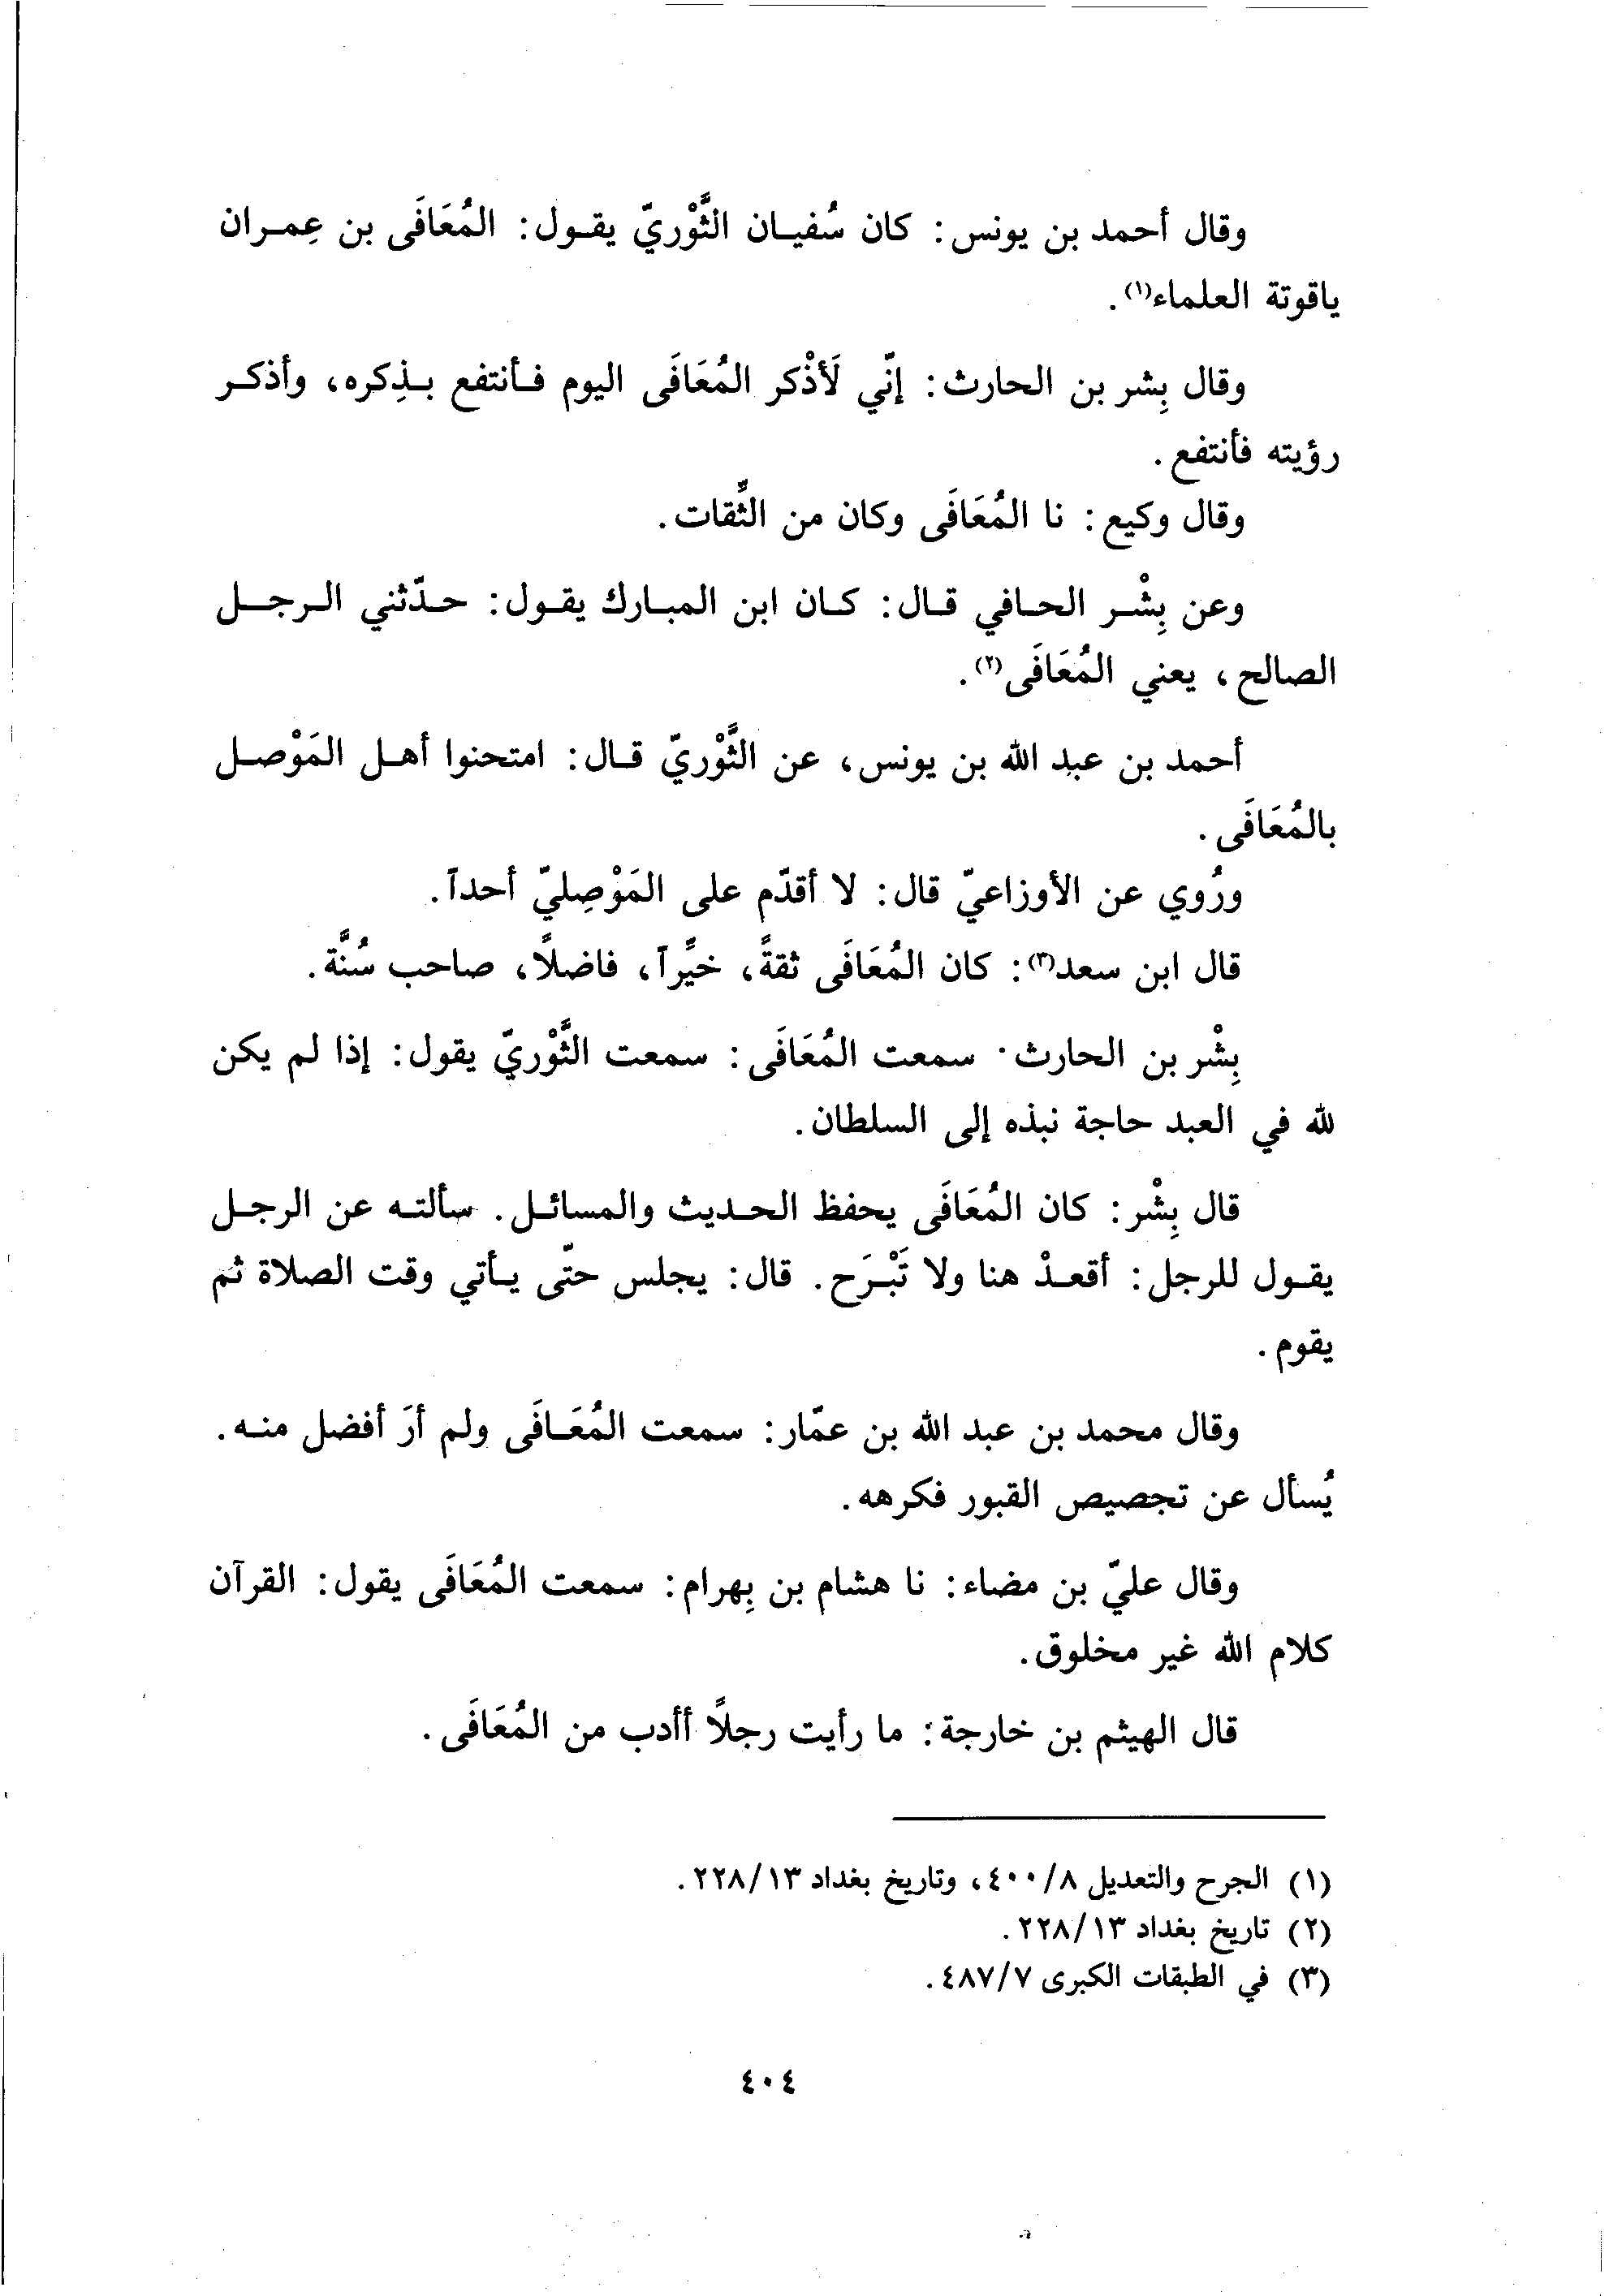 وقال أحمد بن يونس: كان سُفيان الثَّوْريّ يقول: المُعَافَى بن عِمران
ياقوتة العلماء(١).
وقال بِشر بن الحارث: إنّي لَأذْكر المُعَافَى اليوم فأنتفع بذِكره، وأذكر
رؤيته فأنتفع.
وقال وكيع: نا المُعَافَى وكان من الثِّقات.
وعن بِشْر الحافي قال: كان ابن المبارك يقول: حدّثني الرجل
الصالح، يعني المُعَافَى(٢).
أحمد بن عبد الله بن يونس، عن الثَّوْريّ قال: امتحنوا أهل المَوْصل
بالمُعَافَى.
ورُوي عن الأوزاعيّ قال: لا أقدّم على المَوْصِليّ أحداً.
قال ابن سعد(٣): كان المُعَافَى ثقةً، خيِّراً، فاضلًا، صاحب سُنَّة.
بِشْر بن الحارث· سمعت المُعَافَى: سمعت الثَّوْريّ يقول: إذا لم يكن
لله في العبد حاجة نبذه إلى السلطان.
قال بِشْر: كان المُعَافَى يحفظ الحديث والمسائل. سألته عن الرجل
يقول للرجل: أقعدْ هنا ولا تَبْرَح. قال: يجلس حتّى يأتي وقت الصلاة ثم
يقوم.
وقال محمد بن عبد الله بن عمّار: سمعت المُعَافَى ولم أرَ أفضل منه.
يُسأل عن تجصيص القبور فكرهه.
وقال عليّ بن مضاء: نا هشام بن بِهرام: سمعت المُعَافَى يقول: القرآن
كلام الله غير مخلوق.
قال الهيثم بن خارجة: ما رأيت رجلًا أأدب من المُعَافَى.
(١) الجرح والتعديل ٤٠٠/٨، وتاريخ بغداد ٢٢٨/١٣.
(٢) تاريخ بغداد ٢٢٨/١٣.
(٣) في الطبقات الكبرى ٤٨٧/٧.
٤٠٤